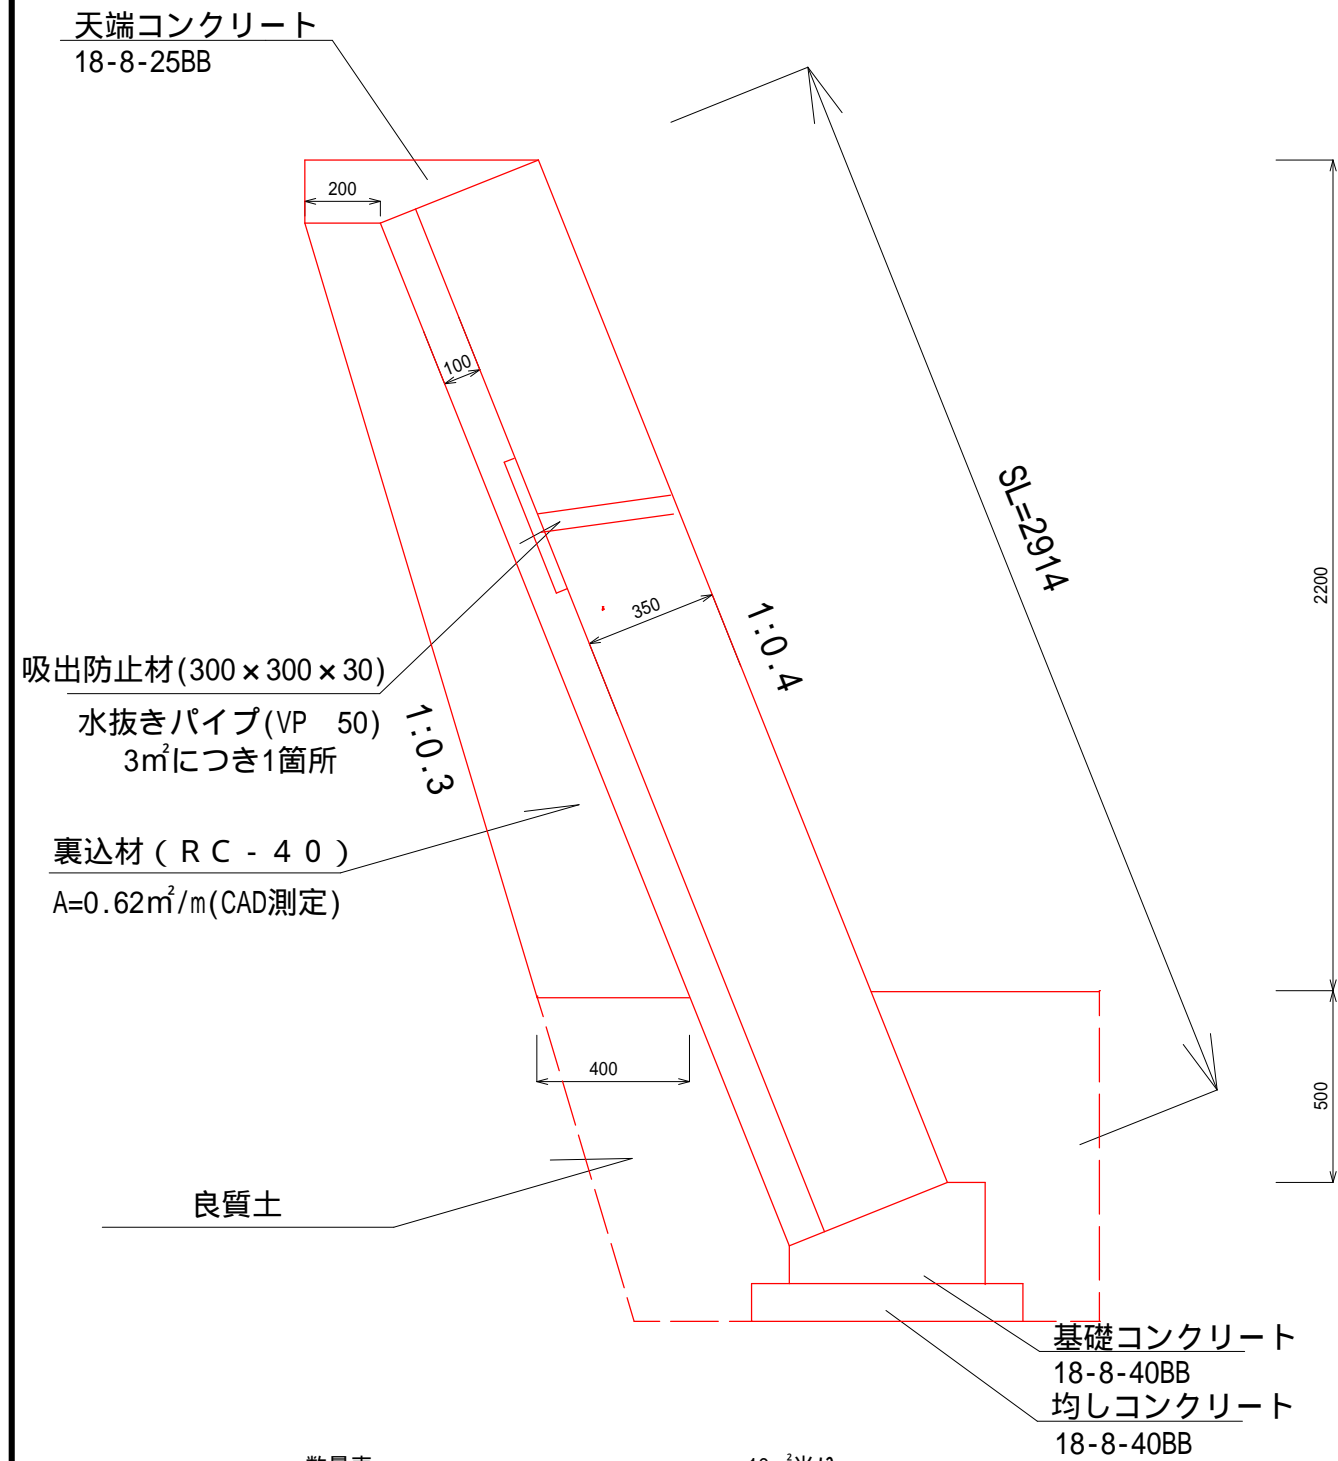 天端コンクリート
18-8-25BB
200
100
SL=2914
2200
350
1:0.4
吸出防止材(300×300×30)
水抜きパイプ(VP 50)
3㎡につき1箇所
1:0.3
裏込材(RC-40)
A=0.62㎡/m(CAD測定)
400
500
良質土
基礎コンクリート
18-8-40BB
均しコンクリート
18-8-40BB